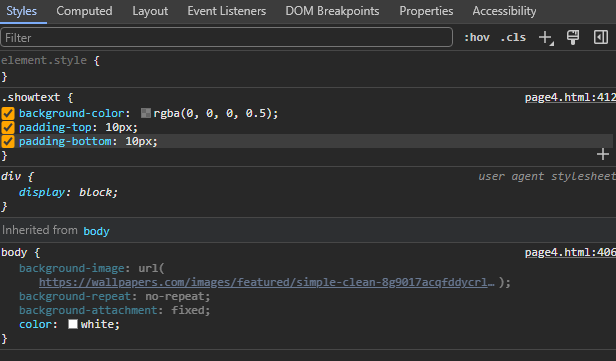 Styles Computed Layout Event Listeners DOM Breakpoints Properties Accessibility
Filter :hov .cls
element.style {
}
.showtext { page4.html:412
background-color: rgba(0, 0, 0, 0.5);
padding-top: 10px;
padding-bottom: 10px;
}
div { user agent stylesheet
display: block;
}
Inherited from body
body { page4.html:406
background-image: url(
https://wallpapers.com/images/featured/simple-clean-8g9017acqfddycrl… );
background-repeat: no-repeat;
background-attachment: fixed;
color: white;
}